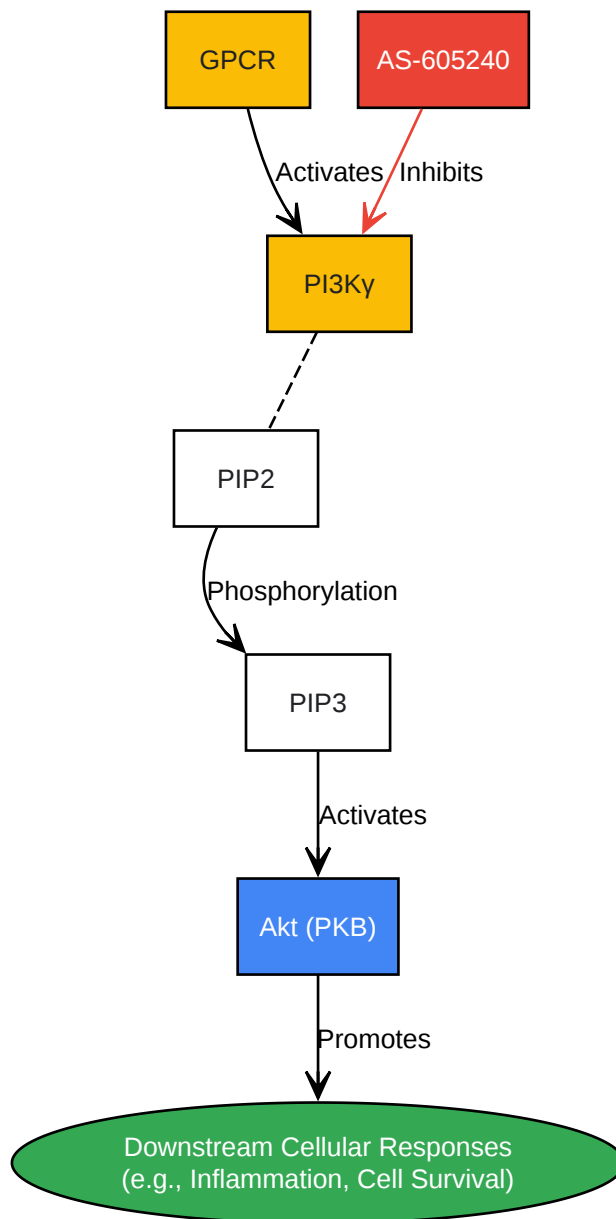 GPCR
AS-605240
Activates
Inhibits
PI3Kγ
PIP2
Phosphorylation
PIP3
Activates
Akt (PKB)
Promotes
Downstream Cellular Responses
(e.g., Inflammation, Cell Survival)